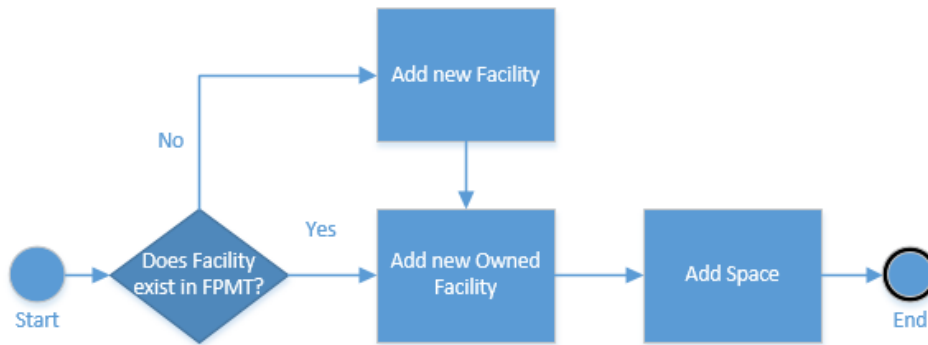 Add new Facility
No
Yes
Does Facility
exist in FPMT?
Add new Owned
Facility
Add Space
Start
End